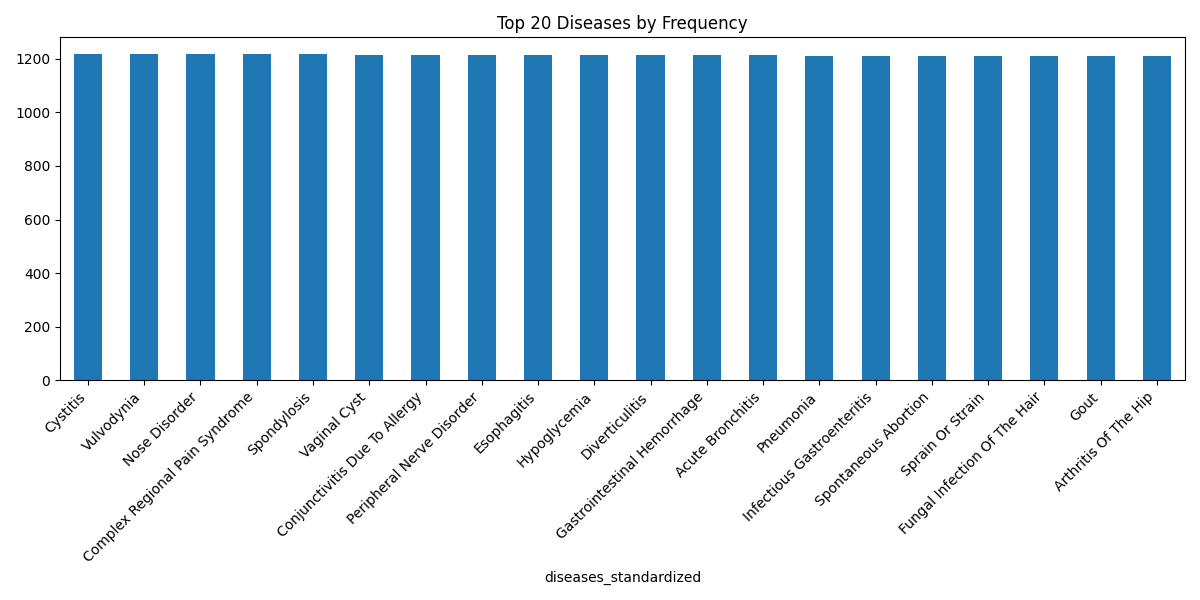 Top 20 Diseases by Frequency
1200
1000
800
600
400
200
0
Cystitis
Vulvodynia
Nose Disorder
Complex Regional Pain Syndrome
Spondylosis
Vaginal Cyst
Conjunctivitis Due To Allergy
Peripheral Nerve Disorder
Esophagitis
Hypoglycemia
Diverticulitis
Gastrointestinal Hemorrhage
Acute Bronchitis
Pneumonia
Infectious Gastroenteritis
Spontaneous Abortion
Sprain Or Strain
Fungal Infection Of The Hair
Gout
Arthritis Of The Hip
diseases_standardized